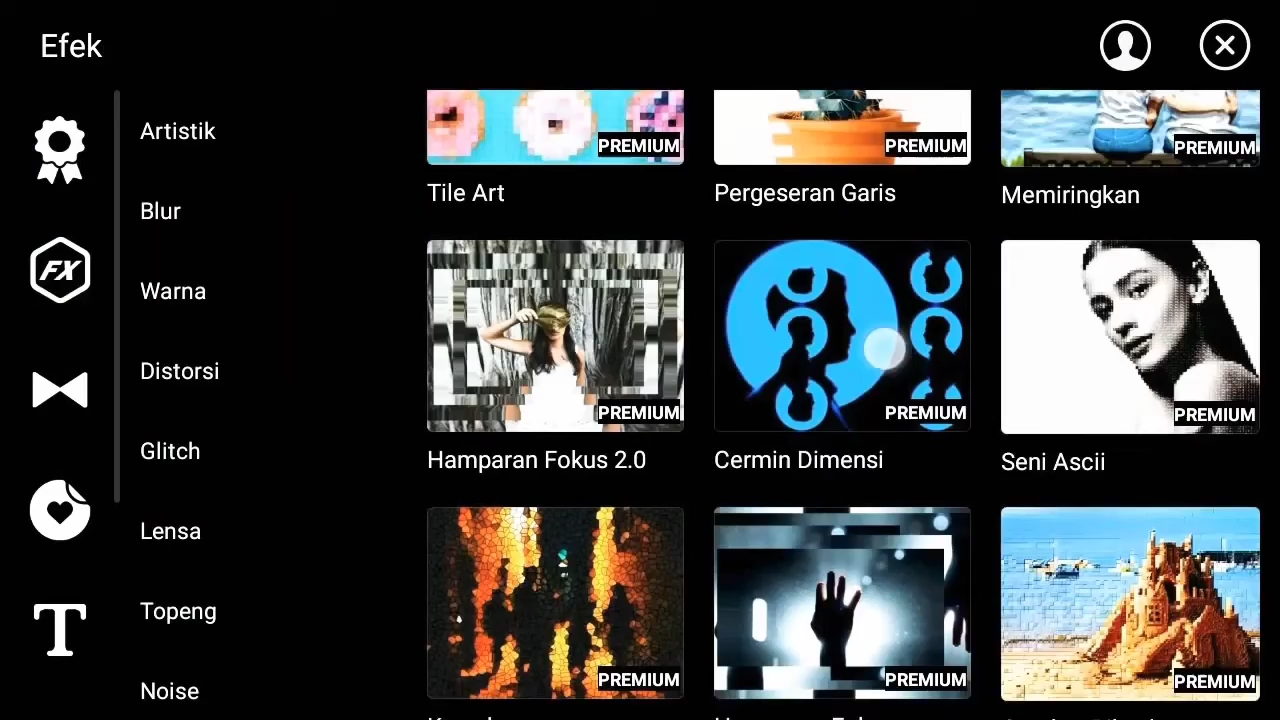 Efek
Artistik
Blur
Warna
Distorsi
Glitch
Lensa
Topeng
Noise
FX
T
PREMIUM
PREMIUM
PREMIUM
Tile Art
Pergeseran Garis
Memiringkan
PREMIUM
PREMIUM
PREMIUM
Hamparan Fokus 2.0
Cermin Dimensi
Seni Ascii
PREMIUM
PREMIUM
PREMIUM